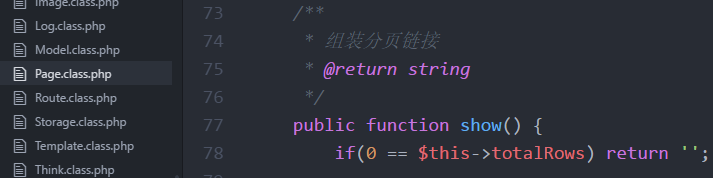 Image.class.php
Log.class.php
Model.class.php
Page.class.php
Route.class.php
Storage.class.php
Template.class.php
Think.class.php
73 /**
74 * 组装分页链接
75 * @return string
76 */
77 public function show() {
78 if(0 == $this->totalRows) return '';